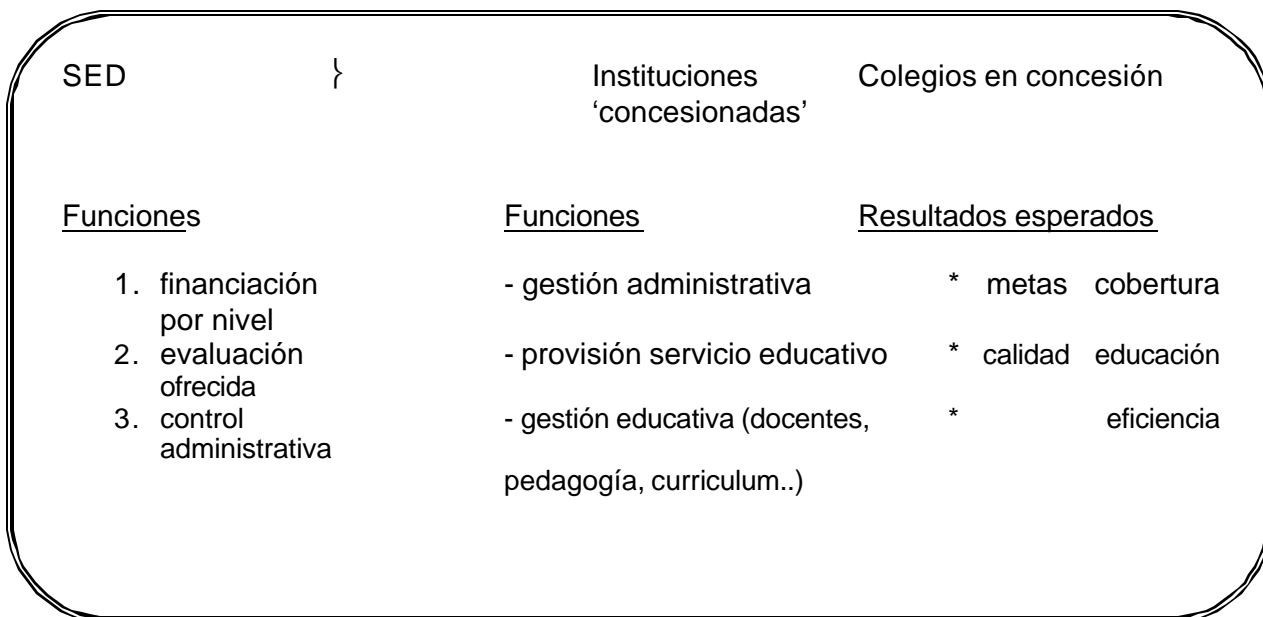 SED } Instituciones Colegios en concesión
‘concesionadas’
Funciones Funciones Resultados esperados
1. financiación - gestión administrativa * metas cobertura
por nivel
2. evaluación - provisión servicio educativo * calidad educación
ofrecida
3. control - gestión educativa (docentes, * eficiencia
administrativa
pedagogía, curriculum..)